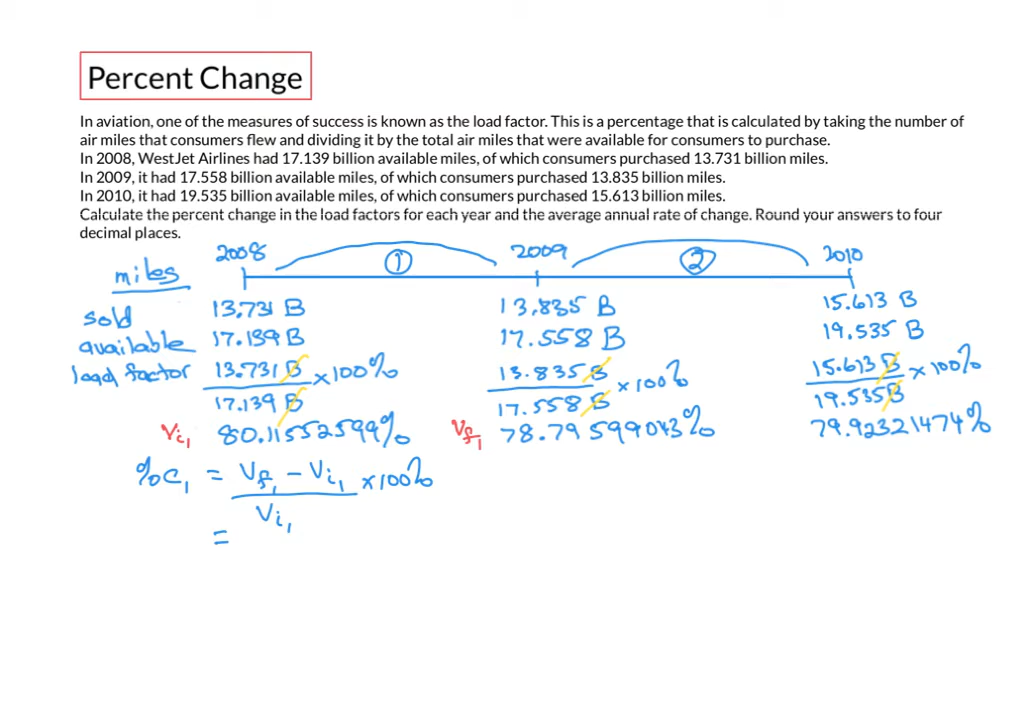 Percent Change
In aviation, one of the measures of success is known as the load factor. This is a percentage that is calculated by taking the number of
air miles that consumers flew and dividing it by the total air miles that were available for consumers to purchase.
In 2008, WestJet Airlines had 17.139 billion available miles, of which consumers purchased 13.731 billion miles.
In 2009, it had 17.558 billion available miles, of which consumers purchased 13.835 billion miles.
In 2010, it had 19.535 billion available miles, of which consumers purchased 15.613 billion miles.
Calculate the percent change in the load factors for each year and the average annual rate of change. Round your answers to four
decimal places.
2008 ① 2009 ② 2010
miles
sold 13.731 B 13.835 B 15.613 B
available 17.139 B 17.558 B 19.535 B
load factor 13.731 B × 100% 13.835 B × 100% 15.613 B × 100%
17.139 B 17.558 B 19.535 B
Vi₁ 80.11552599% Vf₁ 78.79599043% 79.92321474%
%C₁ = Vf₁ − Vi₁ × 100%
Vi₁
=